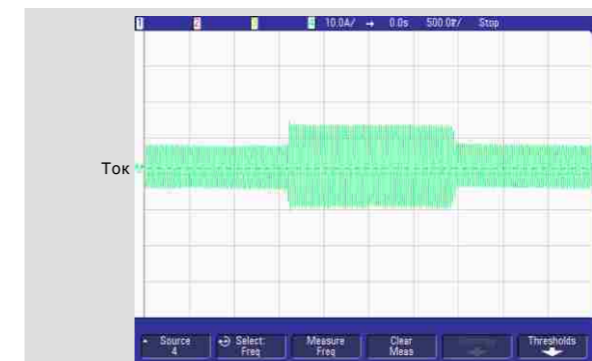 1 2 3 4 10.0A/ → 0.0s 500.0°/ Stop
Ток
Source Select: Measure Clear Thresholds
4 Freq Freq Meas